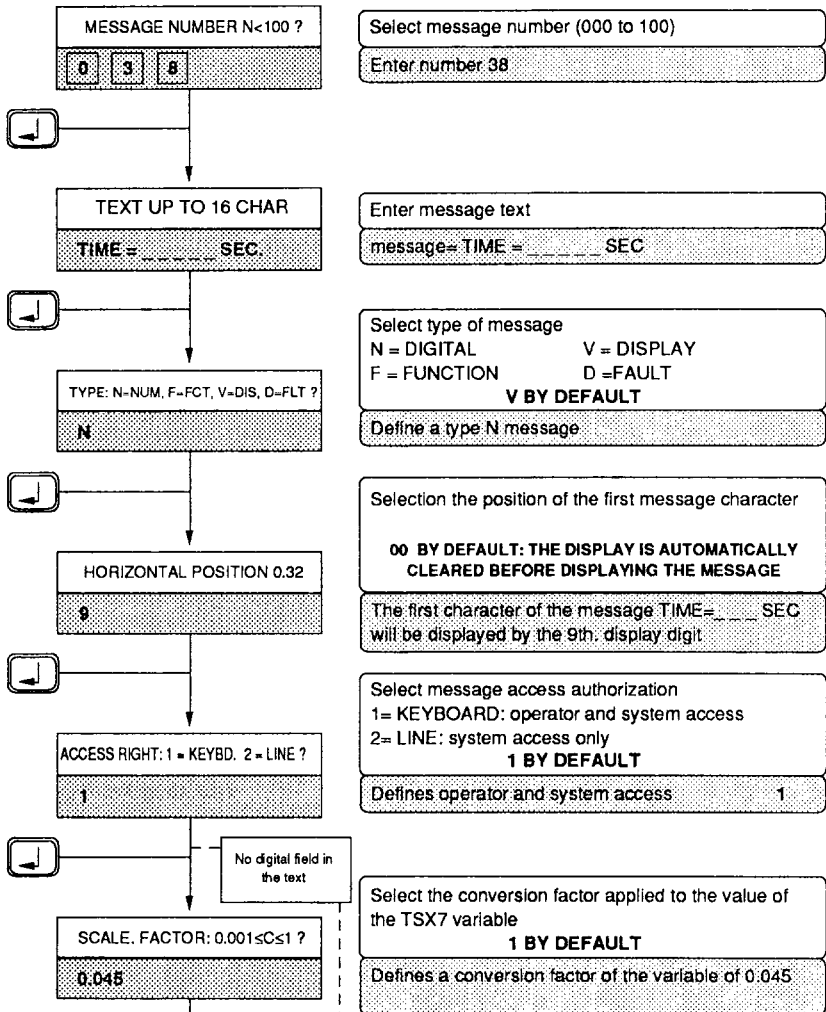 MESSAGE NUMBER N<100 ?
0 3 8
Select message number (000 to 100)
Enter number 38
TEXT UP TO 16 CHAR
TIME = _ _ _ _ _ SEC.
Enter message text
message= TIME = _ _ _ _ _ SEC
TYPE: N=NUM, F=FCT, V=DIS, D=FLT ?
N
Select type of message
N = DIGITAL V = DISPLAY
F = FUNCTION D =FAULT
V BY DEFAULT
Define a type N message
HORIZONTAL POSITION 0.32
9
Selection the position of the first message character
00 BY DEFAULT: THE DISPLAY IS AUTOMATICALLY
CLEARED BEFORE DISPLAYING THE MESSAGE
The first character of the message TIME=_ _ _ SEC
will be displayed by the 9th. display digit
ACCESS RIGHT: 1 = KEYBD. 2 = LINE ?
1
Select message access authorization
1= KEYBOARD: operator and system access
2= LINE: system access only
1 BY DEFAULT
Defines operator and system access 1
No digital field in
the text
SCALE. FACTOR: 0.001≤C≤1 ?
0.045
Select the conversion factor applied to the value of
the TSX7 variable
1 BY DEFAULT
Defines a conversion factor of the variable of 0.045